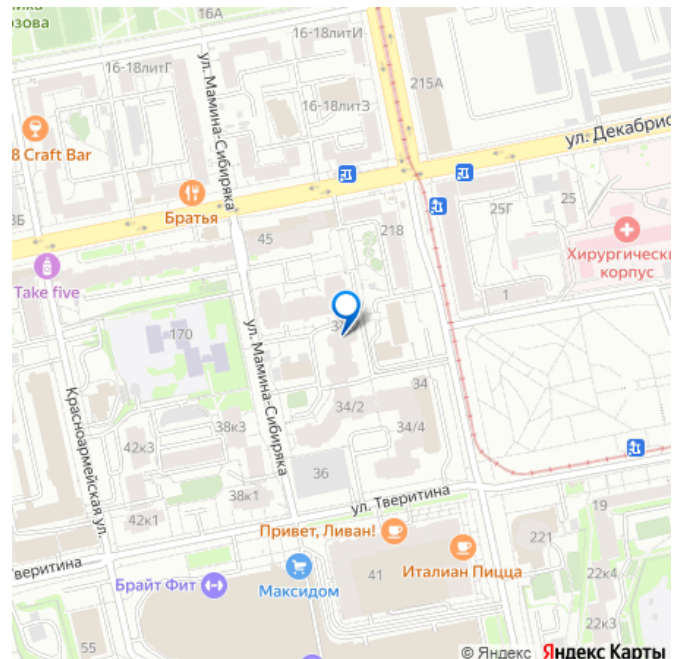 зова
16А
16-18литИ
16-18литГ
16-18литЗ
215А
ул. Мамина-Сибиряка
ул. Декабрис
8 Craft Bar
Братья
25
25Г
218
45
Хирургически
корпус
Take five
1
170
ул. Мамина-Сибиряка
34
Красноармейская ул.
34/2
34/4
38к3
42к3
36
38к1
42к1
ул. Тверитина
19
Привет, Ливан!
221
Тверитина
Италиан Пицца
Брайт Фит
Максидом
41
22к4
22к3
55
© Яндекс Яндекс Карты